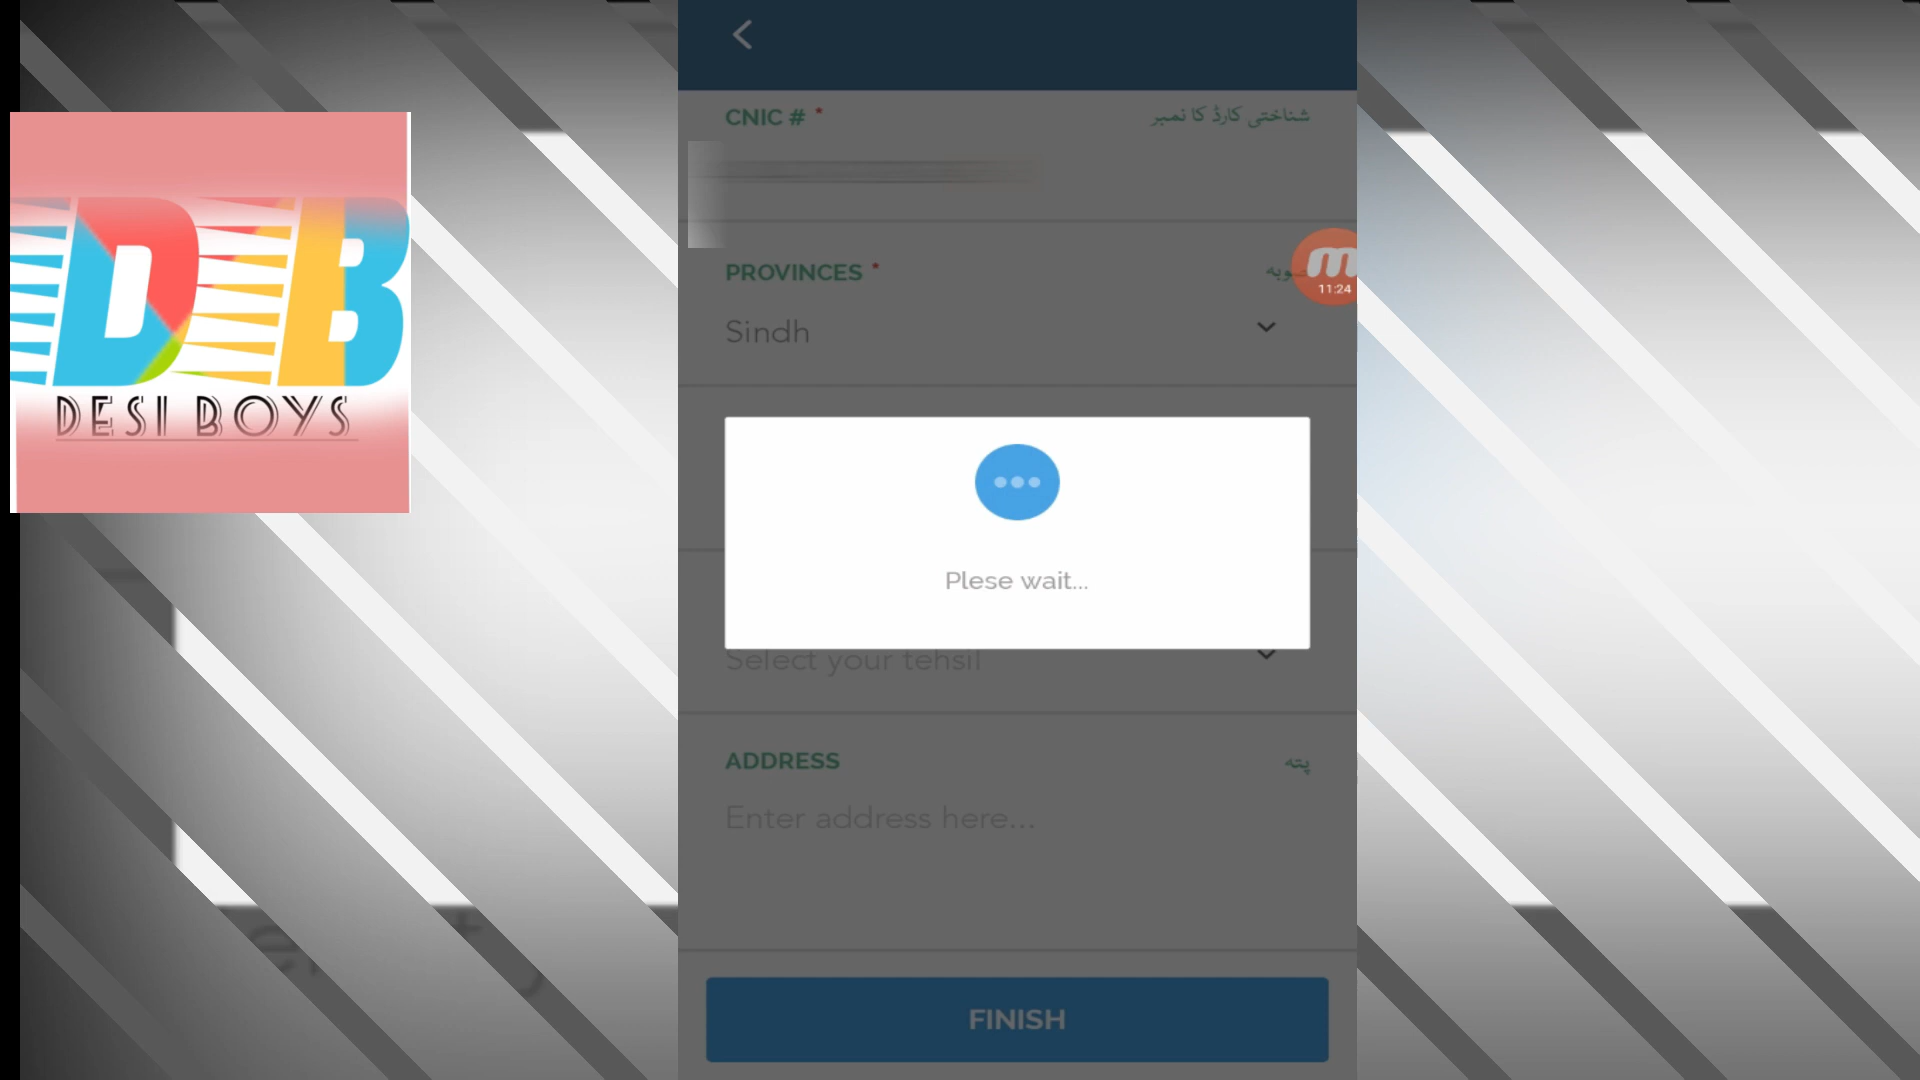 CNIC # *
شناختی کارڈ کا نمبر
DB
DESI BOYS
PROVINCES *
صوبہ
m
11:24
Sindh
Plese wait...
Select your tehsil
ADDRESS
پتہ
Enter address here...
FINISH